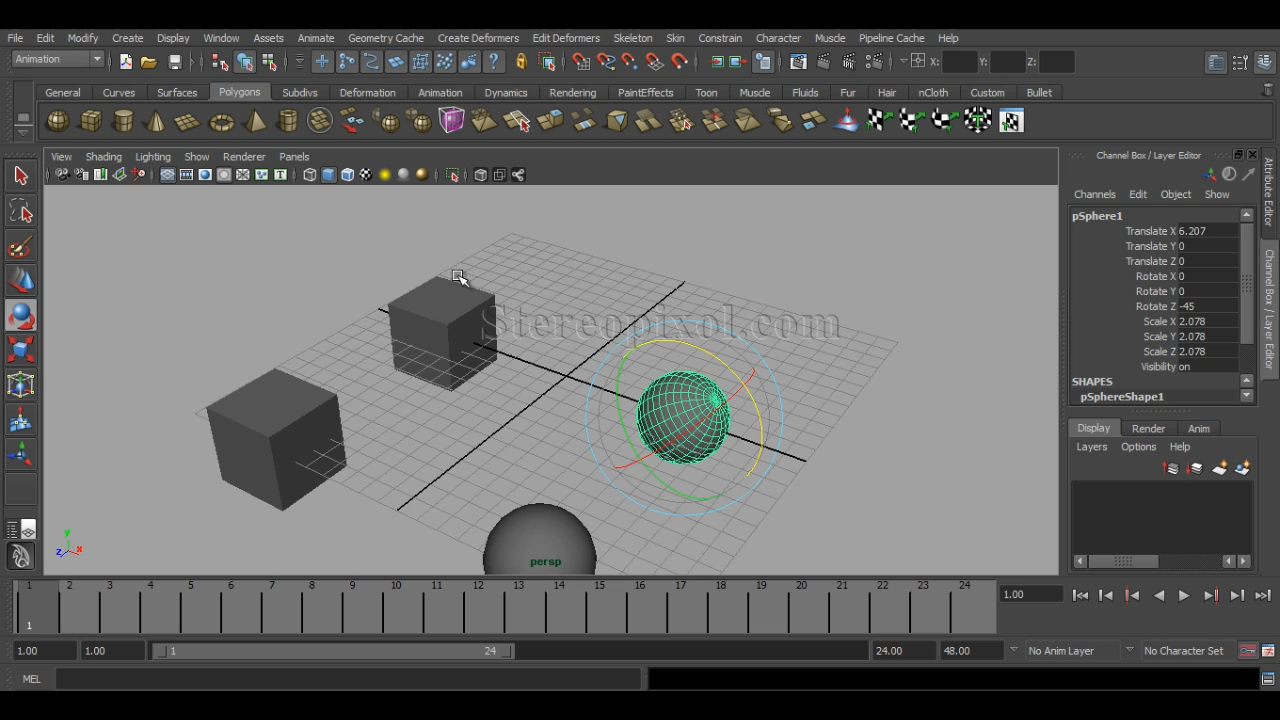 File Edit Modify Create Display Window Assets Animate Geometry Cache Create Deformers Edit Deformers Skeleton Skin Constrain Character Muscle Pipeline Cache Help
Animation X: Y: Z:
General Curves Surfaces Polygons Subdivs Deformation Animation Dynamics Rendering PaintEffects Toon Muscle Fluids Fur Hair nCloth Custom Bullet
View Shading Lighting Show Renderer Panels
Channel Box / Layer Editor
Channels Edit Object Show
pSphere1
Translate X 6.207
Translate Y 0
Translate Z 0
Rotate X 0
Rotate Y 0
Rotate Z -45
Scale X 2.078
Scale Y 2.078
Scale Z 2.078
Visibility on
SHAPES
pSphereShape1
Display Render Anim
Layers Options Help
Attribute Editor
Channel Box / Layer Editor
Stereopixol.com
y
z x
persp
1 2 3 4 5 6 7 8 9 10 11 12 13 14 15 16 17 18 19 20 21 22 23 24
1
1.00
1.00 1.00 1 24 24.00 48.00 No Anim Layer No Character Set
MEL